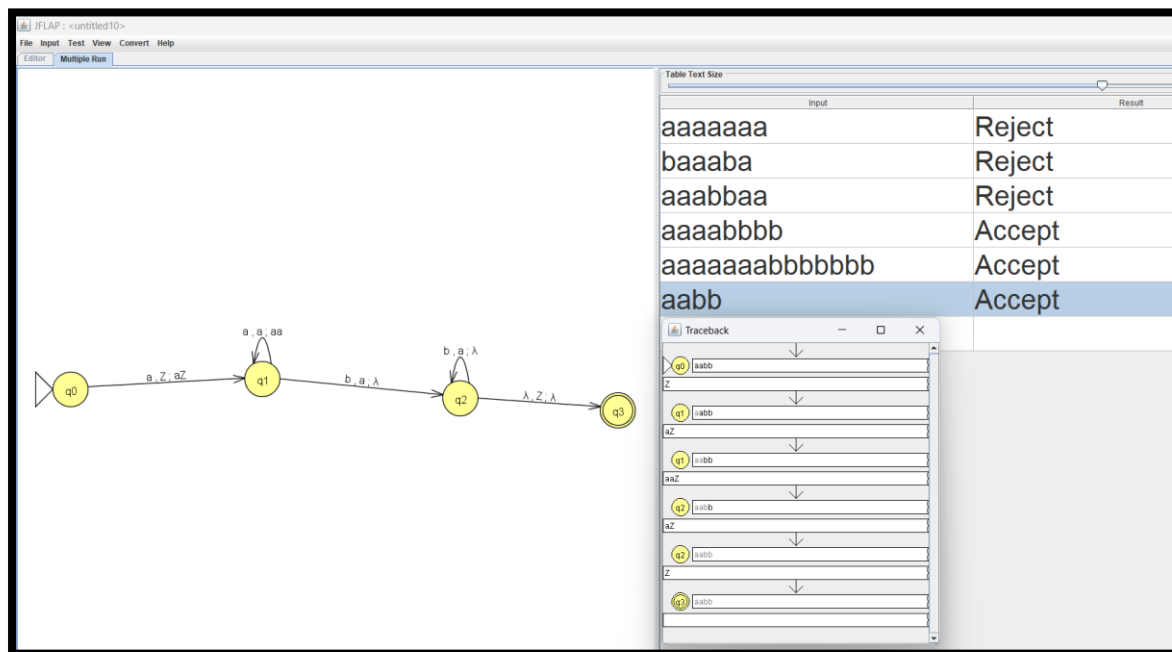 JFLAP : <untitled10>
File Input Test View Convert Help
Editor Multiple Run
Table Text Size
Input Result
aaaaaaa Reject
baaaba Reject
aaabbaa Reject
aaaabbbb Accept
aaaaaaabbbbbbb Accept
aabb Accept
a , a ; aa
b , a ; λ
a , Z ; aZ
b , a ; λ
λ , Z ; λ
q0
q1
q2
q3
Traceback
q0 aabb
Z
q1 aabb
aZ
q1 aabb
aaZ
q2 aabb
aZ
q2 aabb
Z
q3 aabb